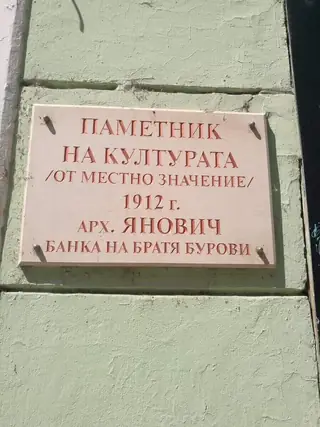 ПАМЕТНИК
НА КУЛТУРАТА
/ОТ МЕСТНО ЗНАЧЕНИЕ/
1912 г.
АРХ. ЯНОВИЧ
БАНКА НА БРАТЯ БУРОВИ